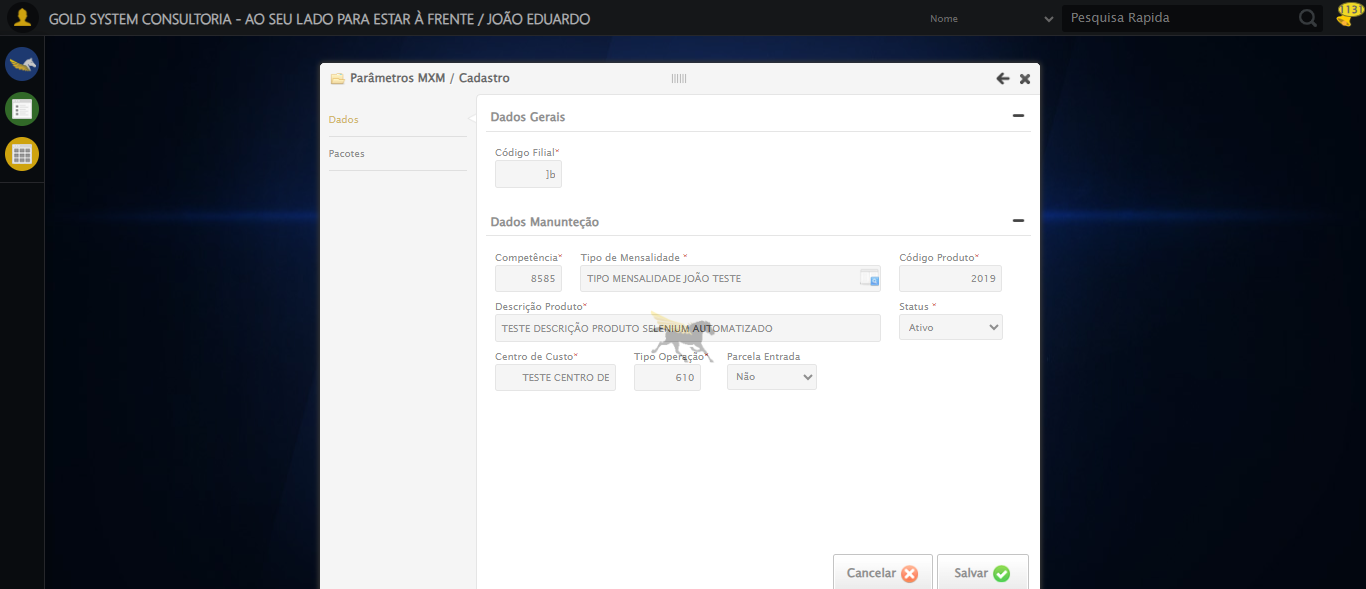 GOLD SYSTEM CONSULTORIA - AO SEU LADO PARA ESTAR À FRENTE / JOÃO EDUARDO
Nome
Pesquisa Rapida
113
Parâmetros MXM / Cadastro
Dados
Pacotes
Dados Gerais
Código Filial*
]b
Dados Manunteção
Competência* Tipo de Mensalidade * Código Produto*
8585 TIPO MENSALIDADE JOÃO TESTE 2019
Descrição Produto* Status *
TESTE DESCRIÇÃO PRODUTO SELENIUM AUTOMATIZADO Ativo
Centro de Custo* Tipo Operação* Parcela Entrada
TESTE CENTRO DE 610 Não
Cancelar Salvar